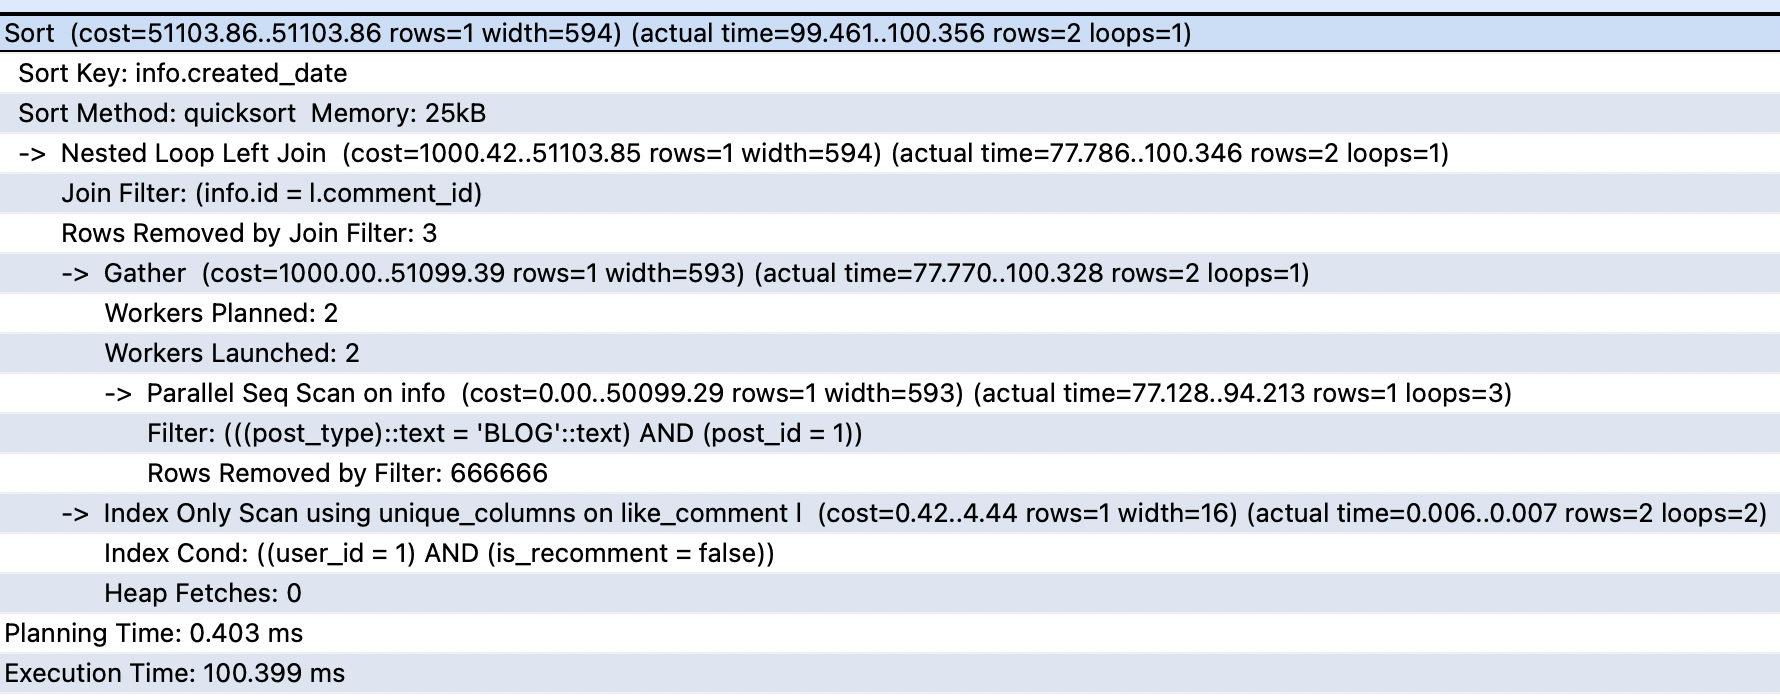 Sort  (cost=51103.86..51103.86 rows=1 width=594) (actual time=99.461..100.356 rows=2 loops=1)
Sort Key: info.created_date
Sort Method: quicksort  Memory: 25kB
->  Nested Loop Left Join  (cost=1000.42..51103.85 rows=1 width=594) (actual time=77.786..100.346 rows=2 loops=1)
Join Filter: (info.id = l.comment_id)
Rows Removed by Join Filter: 3
->  Gather  (cost=1000.00..51099.39 rows=1 width=593) (actual time=77.770..100.328 rows=2 loops=1)
Workers Planned: 2
Workers Launched: 2
->  Parallel Seq Scan on info  (cost=0.00..50099.29 rows=1 width=593) (actual time=77.128..94.213 rows=1 loops=3)
Filter: (((post_type)::text = 'BLOG'::text) AND (post_id = 1))
Rows Removed by Filter: 666666
->  Index Only Scan using unique_columns on like_comment l  (cost=0.42..4.44 rows=1 width=16) (actual time=0.006..0.007 rows=2 loops=2)
Index Cond: ((user_id = 1) AND (is_recomment = false))
Heap Fetches: 0
Planning Time: 0.403 ms
Execution Time: 100.399 ms